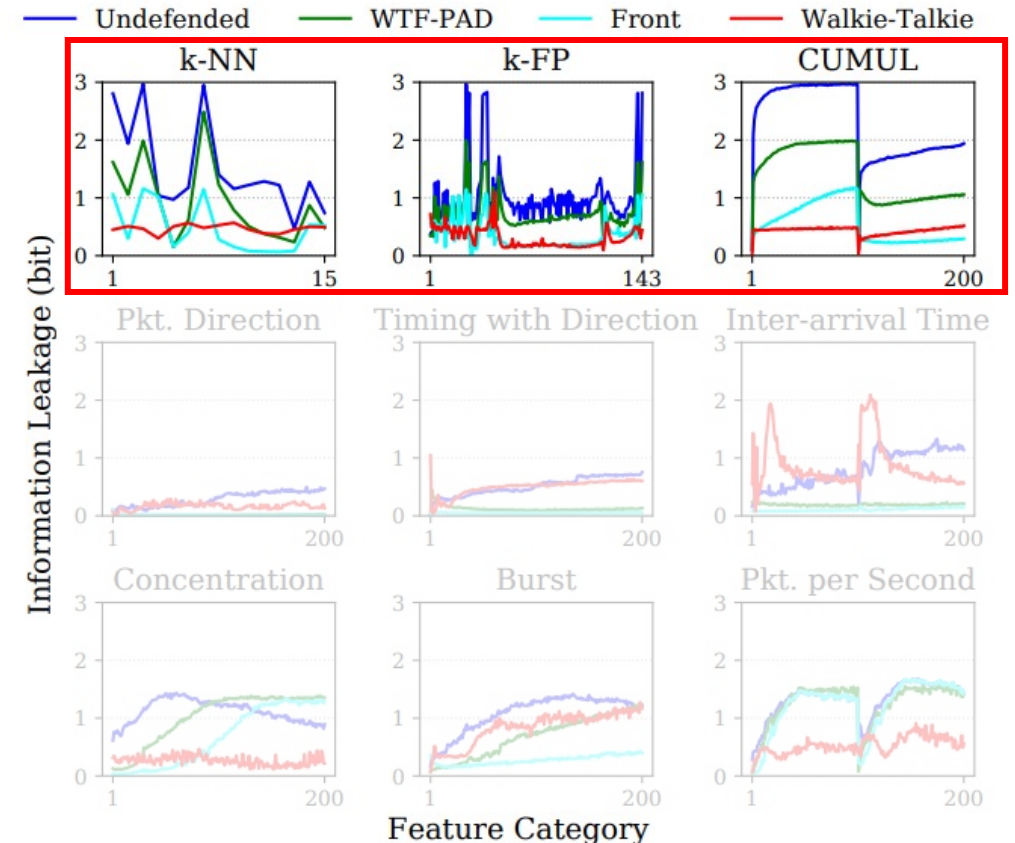 Undefended WTF-PAD Front Walkie-Talkie
k-NN k-FP CUMUL
3 3 3
2 2 2
1 1 1
0 0 0
1 15 1 143 1 200
Information Leakage (bit)
Pkt. Direction Timing with Direction Inter-arrival Time
3 3 3
2 2 2
1 1 1
0 0 0
1 200 1 200 1 200
Concentration Burst Pkt. per Second
3 3 3
2 2 2
1 1 1
0 0 0
1 200 1 200 1 200
Feature Category